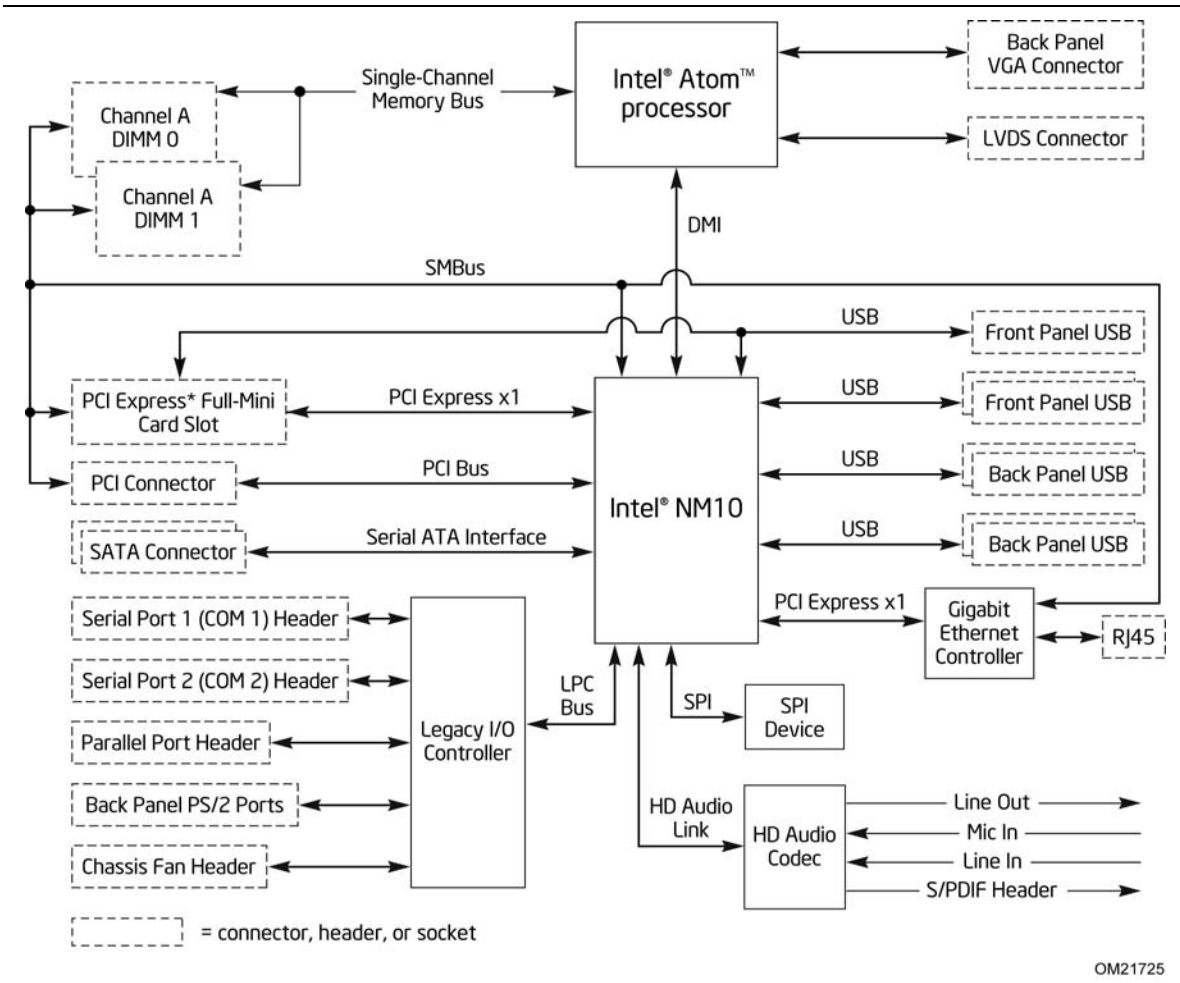 Single-Channel
Memory Bus
Intel® Atom™
processor
Back Panel
VGA Connector
LVDS Connector
Channel A
DIMM 0
Channel A
DIMM 1
DMI
SMBus
USB
Front Panel USB
PCI Express* Full-Mini
Card Slot
PCI Express x1
USB
Front Panel USB
PCI Connector
PCI Bus
USB
Back Panel USB
Intel® NM10
SATA Connector
Serial ATA Interface
USB
Back Panel USB
PCI Express x1
Gigabit
Ethernet
Controller
RJ45
Serial Port 1 (COM 1) Header
Serial Port 2 (COM 2) Header
Parallel Port Header
Back Panel PS/2 Ports
Chassis Fan Header
Legacy I/O
Controller
LPC
Bus
SPI
SPI
Device
HD Audio
Link
HD Audio
Codec
Line Out
Mic In
Line In
S/PDIF Header
= connector, header, or socket
OM21725